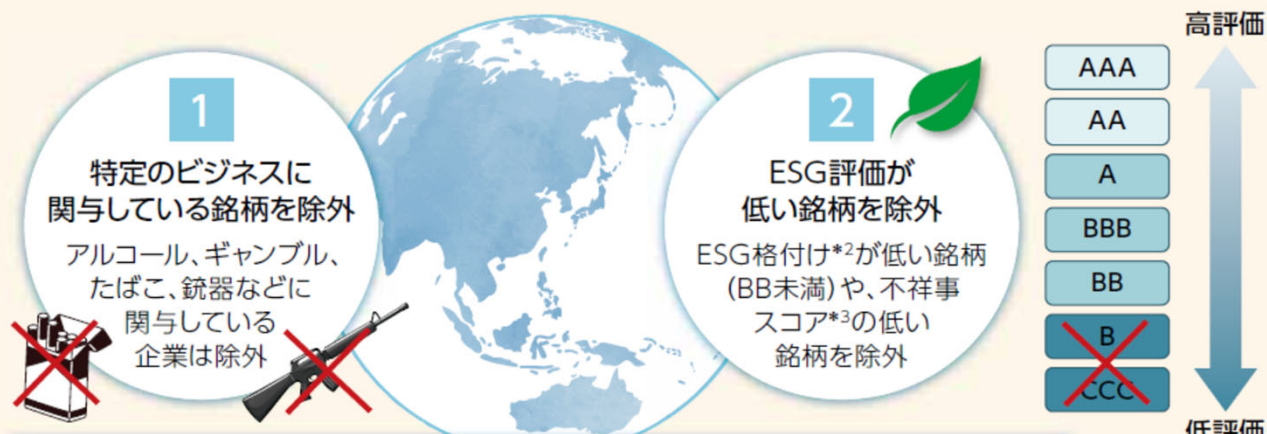 1
特定のビジネスに
関与している銘柄を除外
アルコール、ギャンブル、
たばこ、銃器などに
関与している
企業は除外
2
ESG評価が
低い銘柄を除外
ESG格付け*2が低い銘柄
(BB未満)や、不祥事
スコア*3の低い
銘柄を除外
高評価
AAA
AA
A
BBB
BB
B
CCC
低評価